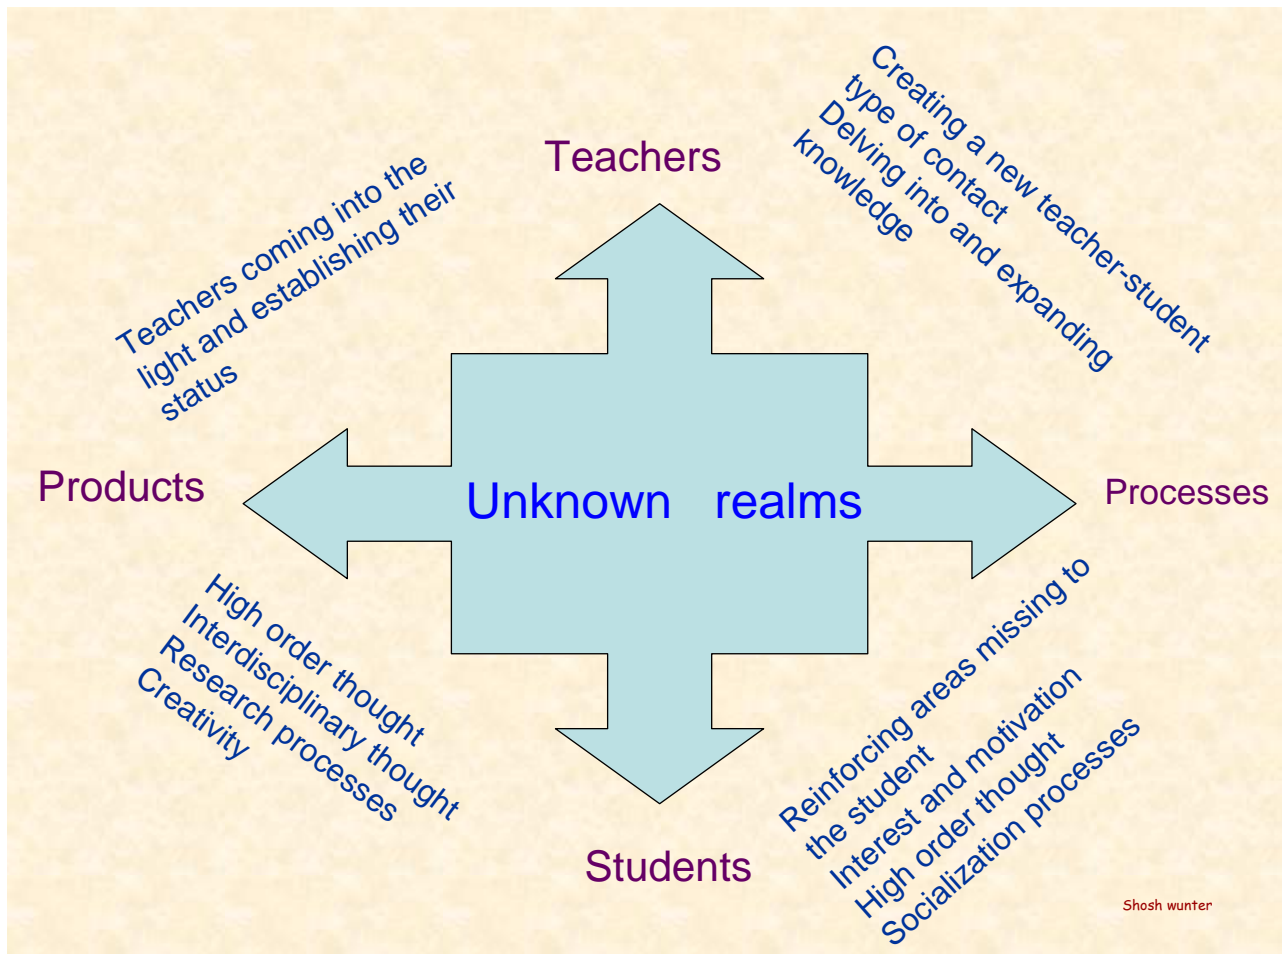 Teachers
Creating a new teacher-student
type of contact
Delving into and expanding
knowledge
Teachers coming into the
light and establishing their
status
Products
Unknown realms
Processes
High order thought
Interdisciplinary thought
Research processes
Creativity
Reinforcing areas missing to
the student
Interest and motivation
High order thought
Socialization processes
Students
Shosh wunter